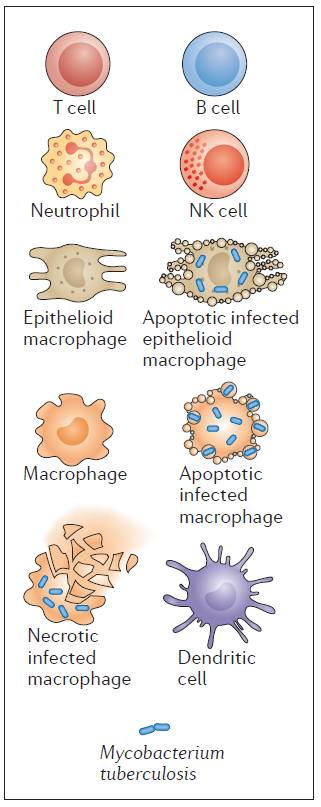 T cell
B cell
Neutrophil
NK cell
Epithelioid
macrophage
Apoptotic infected
epithelioid
macrophage
Macrophage
Apoptotic
infected
macrophage
Necrotic
infected
macrophage
Dendritic
cell
Mycobacterium
tuberculosis